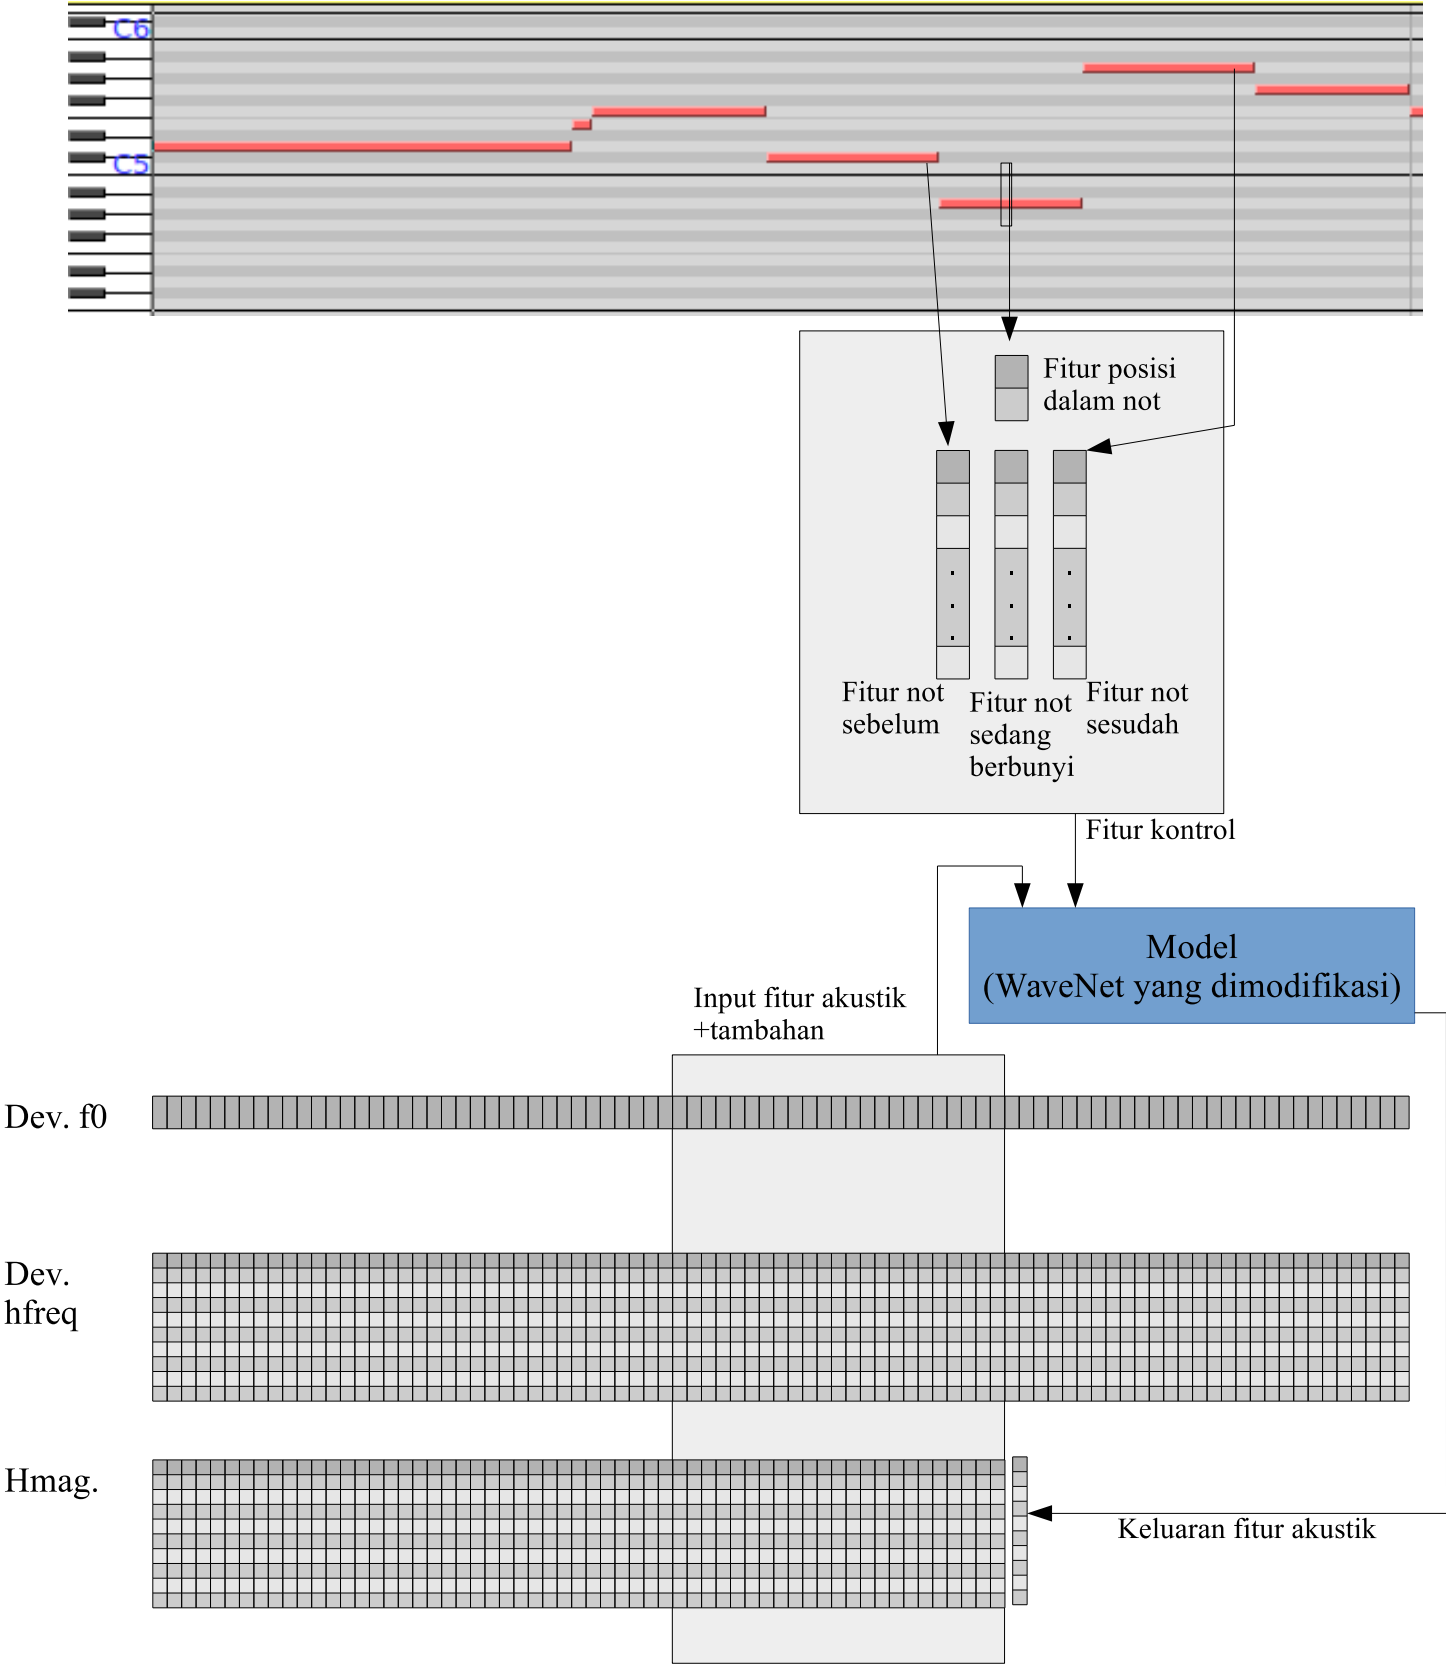 C6
C5
Fitur posisi
dalam not
Fitur not
sebelum
Fitur not
sedang
berbunyi
Fitur not
sesudah
Fitur kontrol
Model
(WaveNet yang dimodifikasi)
Input fitur akustik
+tambahan
Dev. f0
Dev.
hfreq
Hmag.
Keluaran fitur akustik